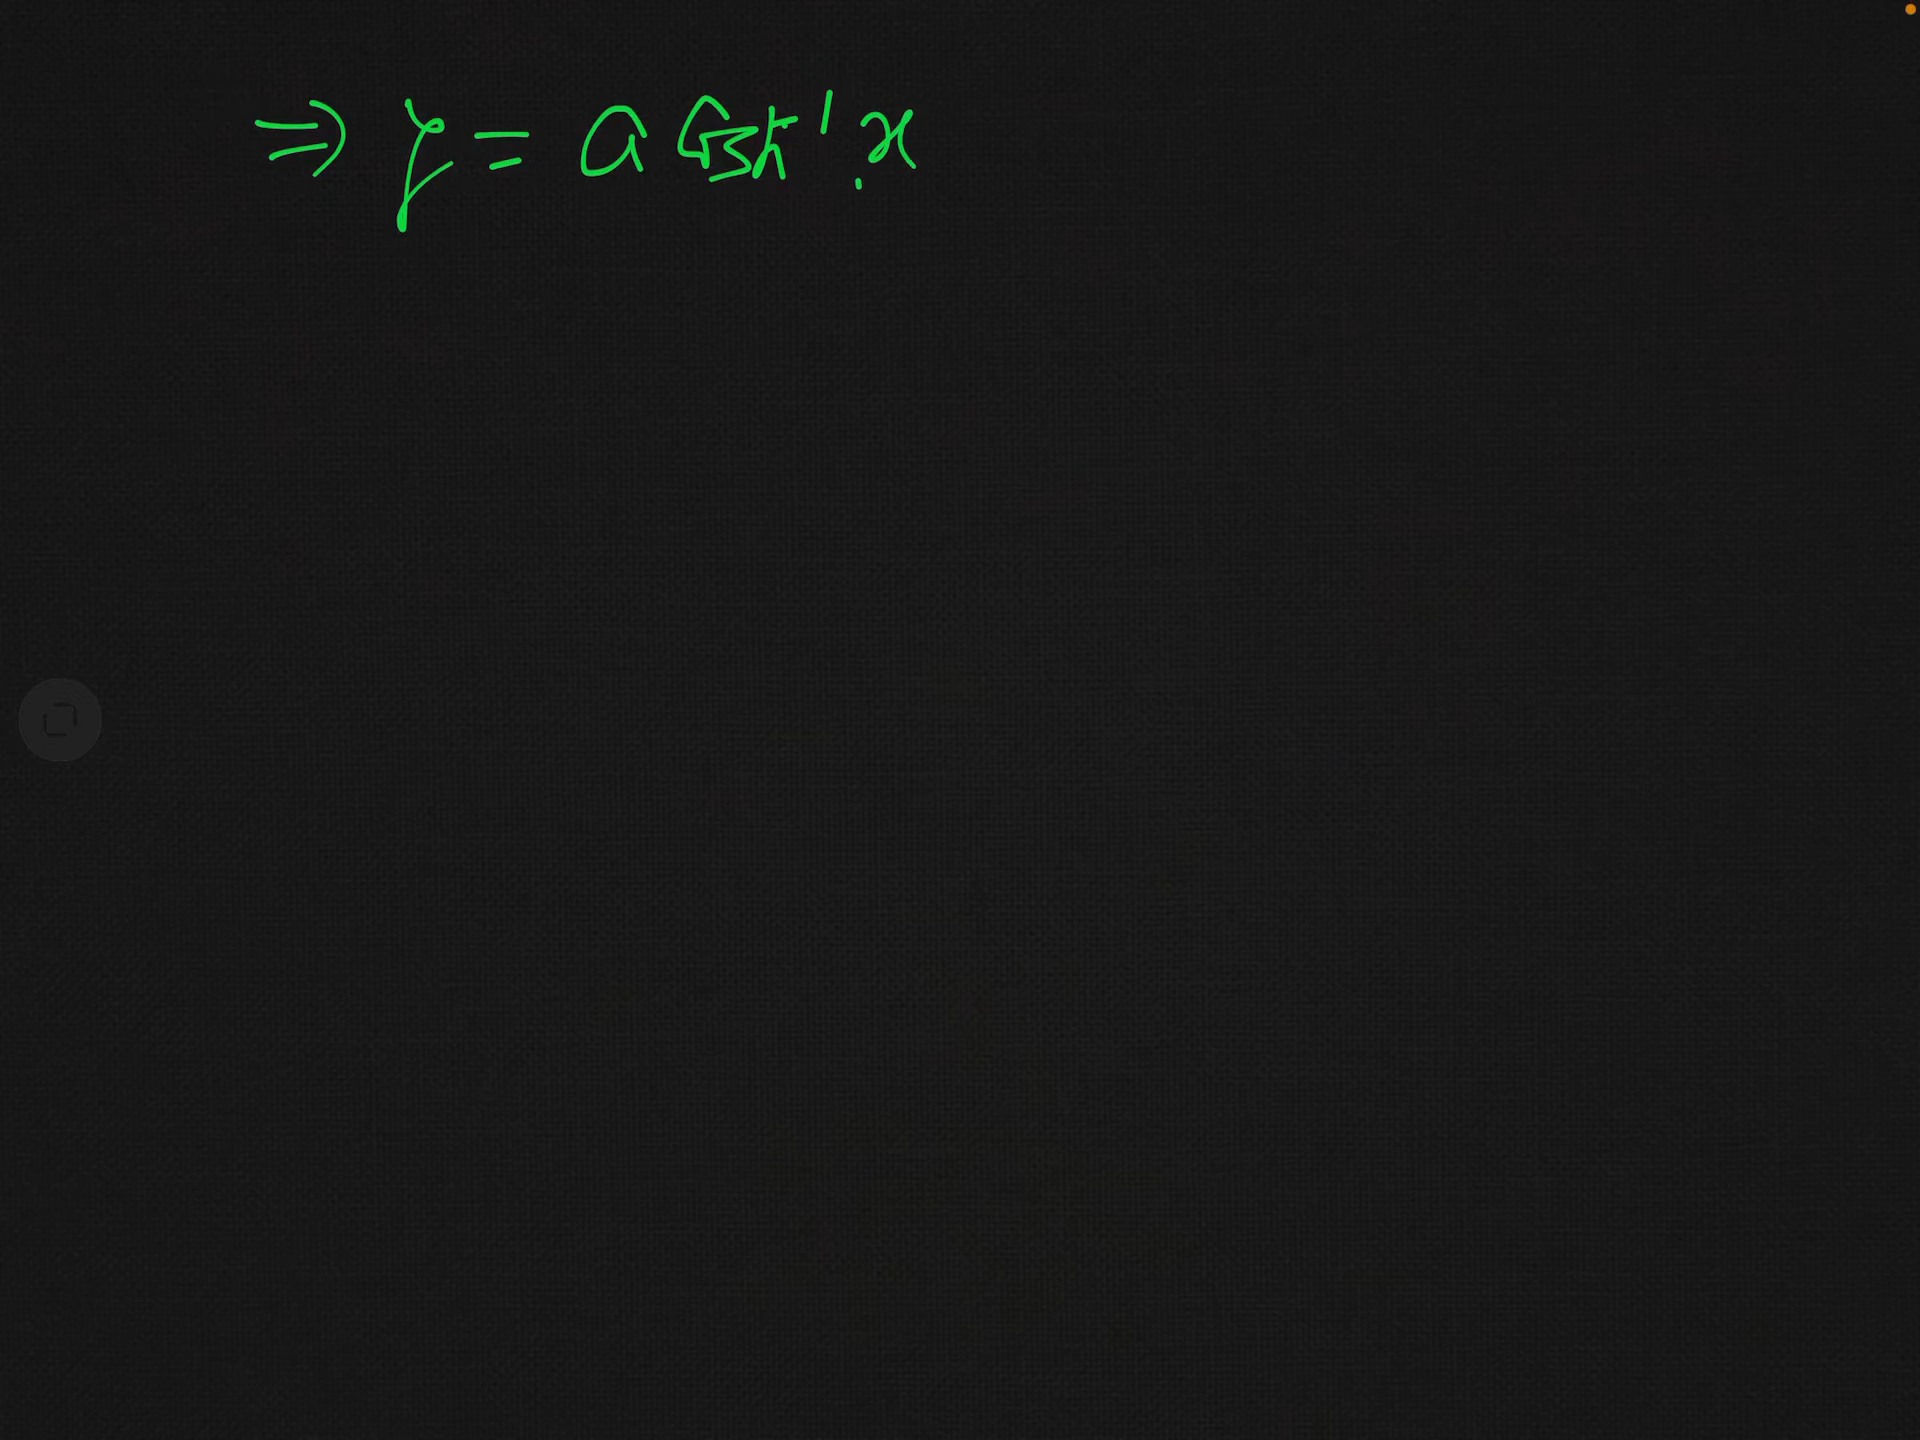 ⇒ y = a Cosh⁻¹ x